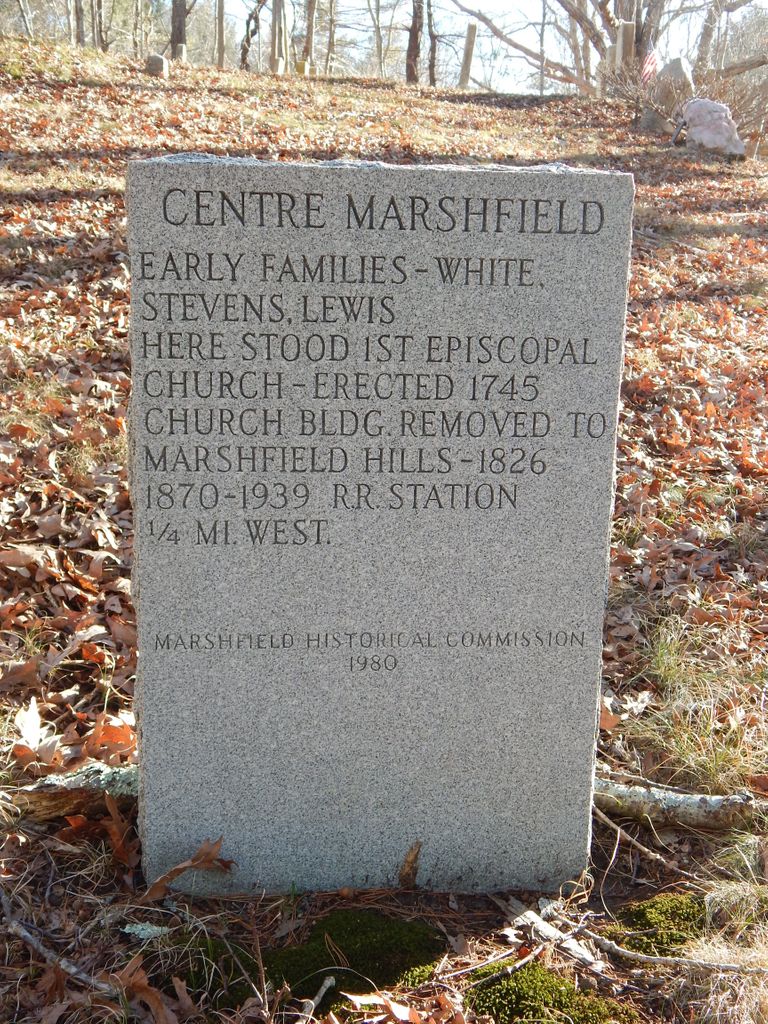 CENTRE MARSHFIELD
EARLY FAMILIES - WHITE,
STEVENS, LEWIS
HERE STOOD 1ST EPISCOPAL
CHURCH - ERECTED 1745
CHURCH BLDG. REMOVED TO
MARSHFIELD HILLS - 1826
1870-1939 R.R. STATION
1/4 MI. WEST.
MARSHFIELD HISTORICAL COMMISSION
1980